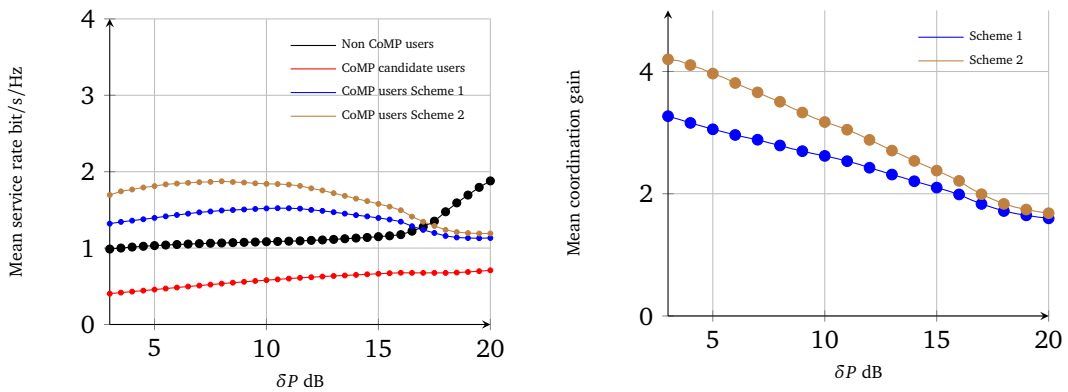 4
3
2
1
0
5
10
15
20
Mean service rate bit/s/Hz
δP dB
Non CoMP users
CoMP candidate users
CoMP users Scheme 1
CoMP users Scheme 2
4
2
0
5
10
15
20
Mean coordination gain
δP dB
Scheme 1
Scheme 2